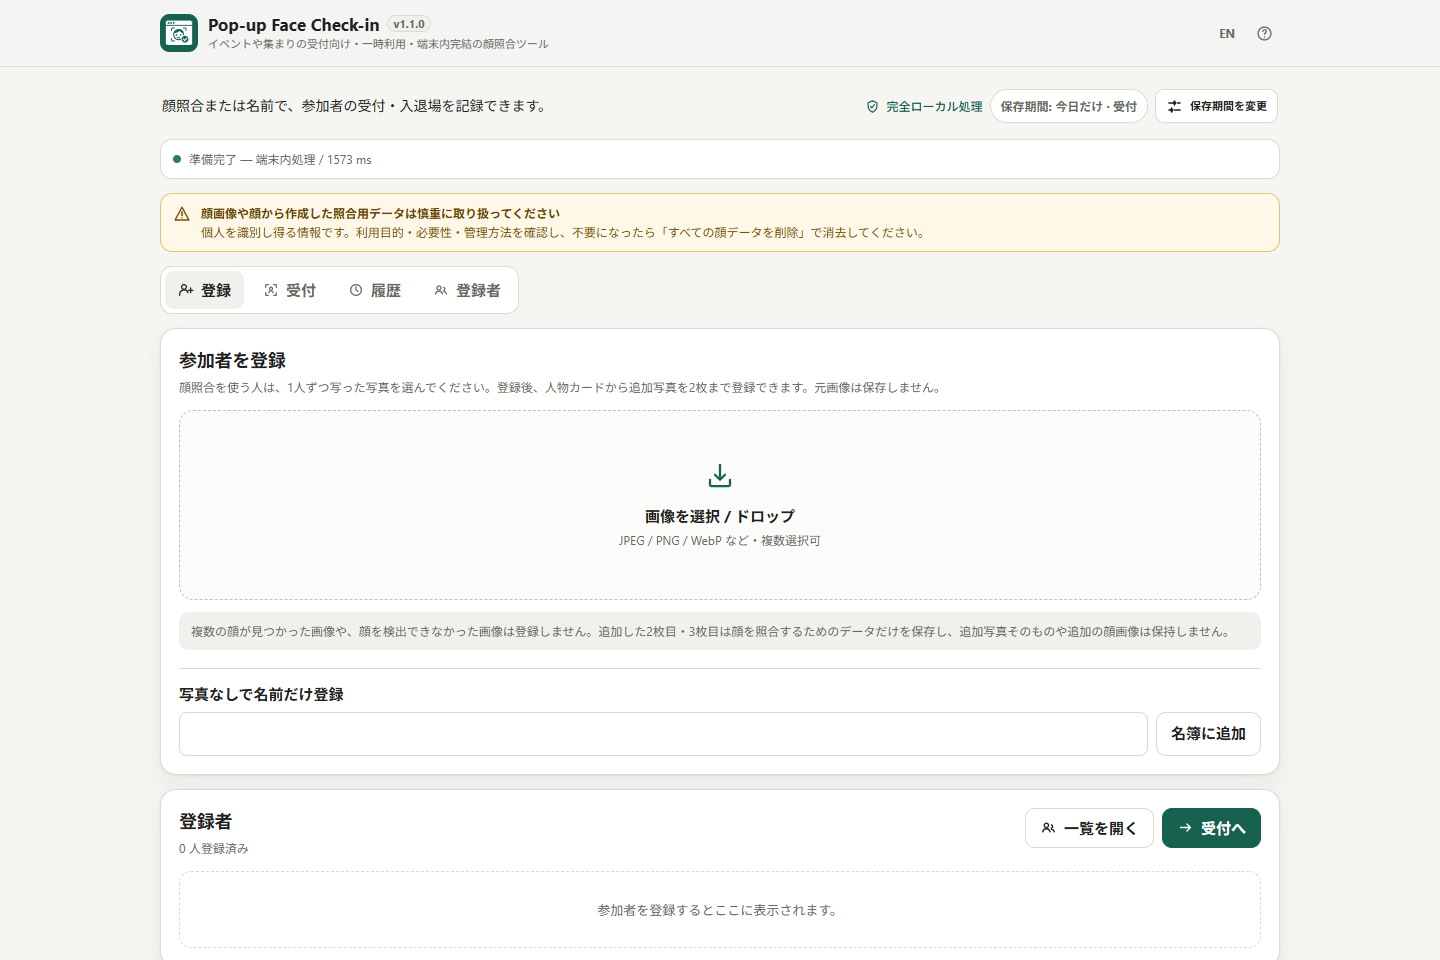 Pop-up Face Check-in v1.1.0
イベントや集まりの受付向け・一時利用・端末内完結の顔照合ツール
EN
顔照合または名前で、参加者の受付・入退場を記録できます。
完全ローカル処理
保存期間: 今日だけ · 受付
保存期間を変更
準備完了 — 端末内処理 / 1573 ms
顔画像や顔から作成した照合用データは慎重に取り扱ってください
個人を識別し得る情報です。利用目的・必要性・管理方法を確認し、不要になったら「すべての顔データを削除」で消去してください。
登録
受付
履歴
登録者
参加者を登録
顔照合を使う人は、1人ずつ写った写真を選んでください。登録後、人物カードから追加写真を2枚まで登録できます。元画像は保存しません。
画像を選択 / ドロップ
JPEG / PNG / WebP など・複数選択可
複数の顔が見つかった画像や、顔を検出できなかった画像は登録しません。追加した2枚目・3枚目は顔を照合するためのデータだけを保存し、追加写真そのものや追加の顔画像は保持しません。
写真なしで名前だけ登録
名簿に追加
登録者
0 人登録済み
一覧を開く
受付へ
参加者を登録するとここに表示されます。